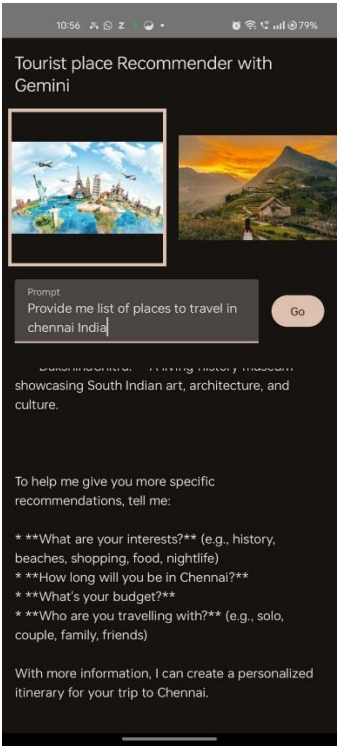 10:56 Z
79%
Tourist place Recommender with
Gemini
Prompt
Provide me list of places to travel in
chennai India
Go
DakshinaChitra:** A living history museum
showcasing South Indian art, architecture, and
culture.
To help me give you more specific
recommendations, tell me:
* **What are your interests?** (e.g., history,
beaches, shopping, food, nightlife)
* **How long will you be in Chennai?**
* **What's your budget?**
* **Who are you travelling with?** (e.g., solo,
couple, family, friends)
With more information, I can create a personalized
itinerary for your trip to Chennai.